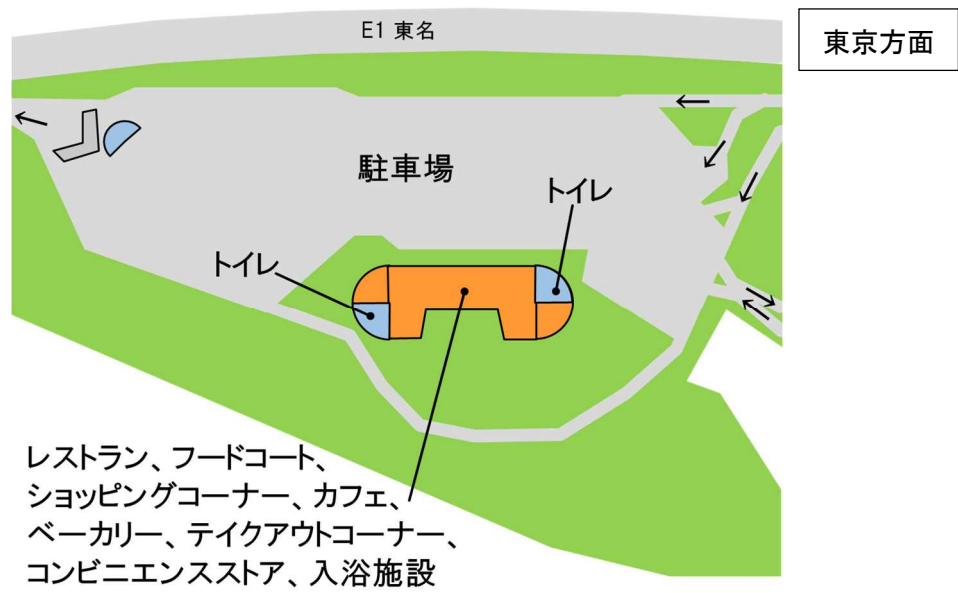 E1 東名
東京方面
駐車場
トイレ
トイレ
レストラン、フードコート、
ショッピングコーナー、カフェ、
ベーカリー、テイクアウトコーナー、
コンビニエンスストア、入浴施設